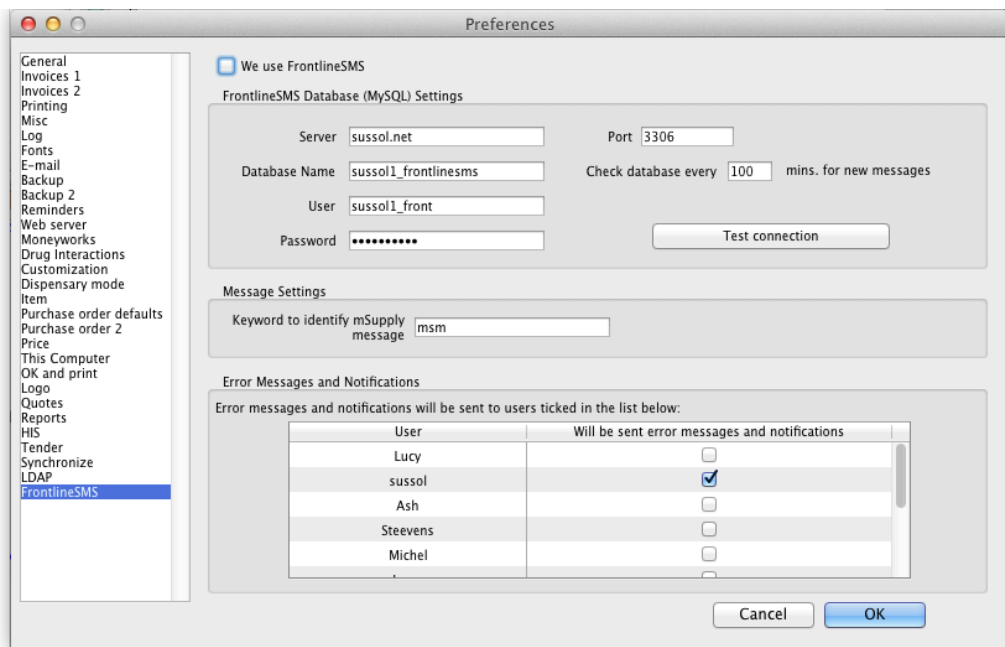 Preferences
General
Invoices 1
Invoices 2
Printing
Misc
Log
Fonts
E-mail
Backup
Backup 2
Reminders
Web server
Moneyworks
Drug Interactions
Customization
Dispensary mode
Item
Purchase order defaults
Purchase order 2
Price
This Computer
OK and print
Logo
Quotes
Reports
HIS
Tender
Synchronize
LDAP
FrontlineSMS
We use FrontlineSMS
FrontlineSMS Database (MySQL) Settings
Server sussol.net Port 3306
Database Name sussol1_frontlinesms Check database every 100 mins. for new messages
User sussol1_front
Password •••••••••• Test connection
Message Settings
Keyword to identify mSupply
message msm
Error Messages and Notifications
Error messages and notifications will be sent to users ticked in the list below:
User Will be sent error messages and notifications
Lucy
sussol
Ash
Steevens
Michel
Cancel OK